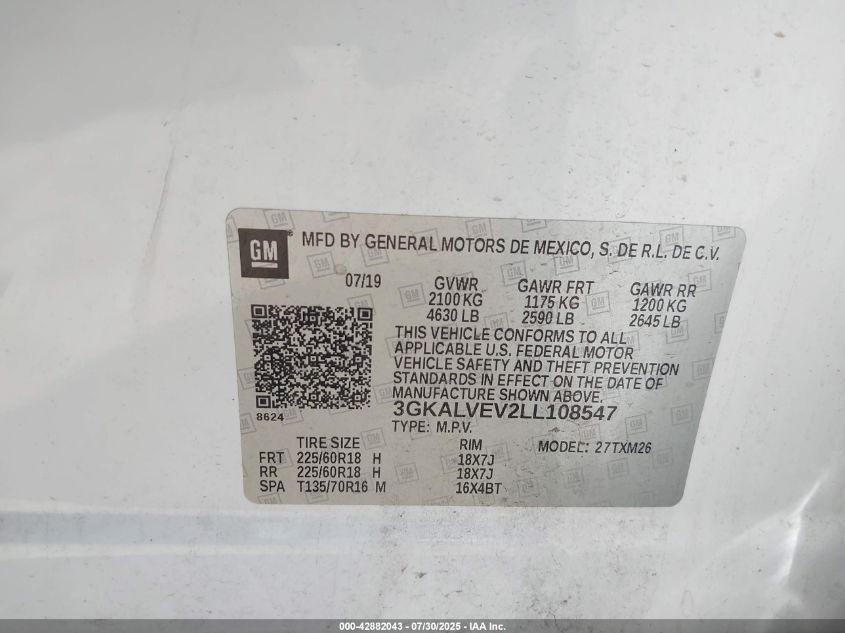 GM
MFD BY GENERAL MOTORS DE MEXICO, S. DE R.L. DE C.V.
07/19 GVWR GAWR FRT GAWR RR
2100 KG 1175 KG 1200 KG
4630 LB 2590 LB 2645 LB
THIS VEHICLE CONFORMS TO ALL
APPLICABLE U.S. FEDERAL MOTOR
VEHICLE SAFETY AND THEFT PREVENTION
STANDARDS IN EFFECT ON THE DATE OF
MANUFACTURE SHOWN ABOVE.
8624
3GKALVEV2LL108547
TYPE: M.P.V.
TIRE SIZE RIM MODEL: 27TXM26
FRT 225/60R18 H 18X7J
RR 225/60R18 H 18X7J
SPA T135/70R16 M 16X4BT
000-42882043 - 07/30/2025 - IAA Inc.